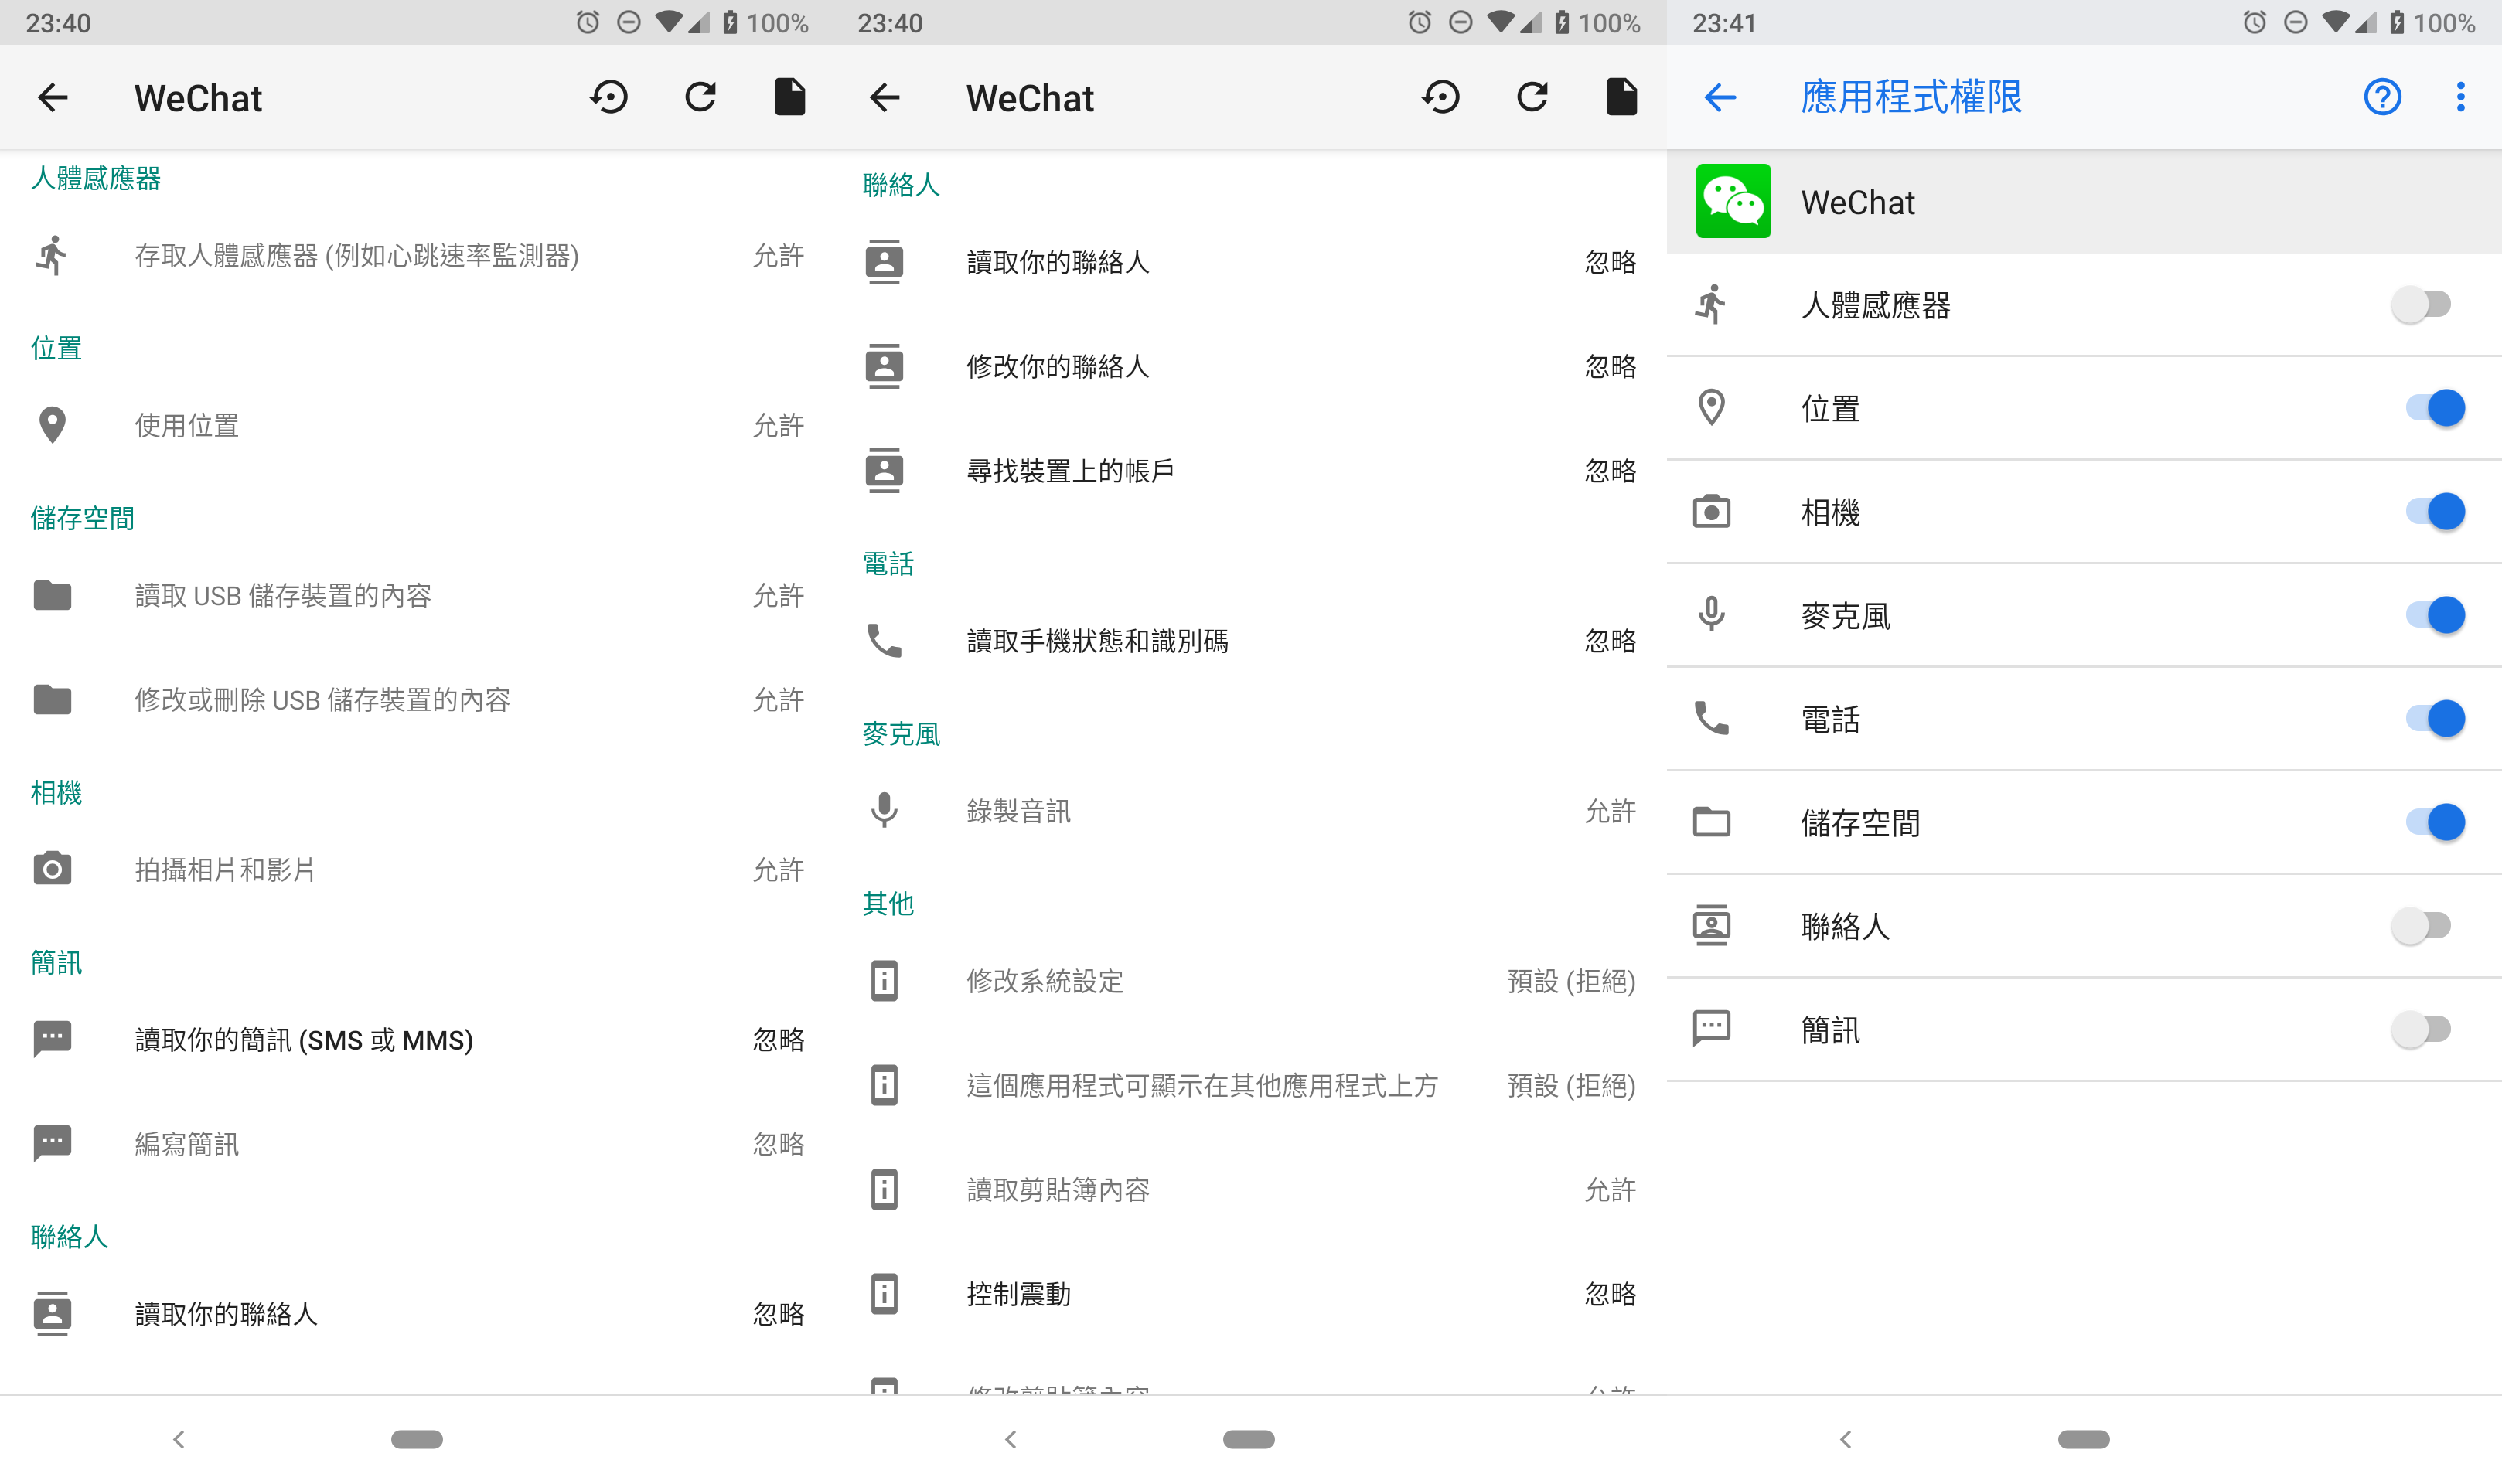 23:40
100%
WeChat
人體感應器
存取人體感應器 (例如心跳速率監測器)
允許
位置
使用位置
允許
儲存空間
讀取 USB 儲存裝置的內容
允許
修改或刪除 USB 儲存裝置的內容
允許
相機
拍攝相片和影片
允許
簡訊
讀取你的簡訊 (SMS 或 MMS)
忽略
編寫簡訊
忽略
聯絡人
讀取你的聯絡人
忽略
23:40
100%
WeChat
聯絡人
讀取你的聯絡人
忽略
修改你的聯絡人
忽略
尋找裝置上的帳戶
忽略
電話
讀取手機狀態和識別碼
忽略
麥克風
錄製音訊
允許
其他
修改系統設定
預設 (拒絕)
這個應用程式可顯示在其他應用程式上方
預設 (拒絕)
讀取剪貼簿內容
允許
控制震動
忽略
修改剪貼簿內容
允許
23:41
100%
應用程式權限
WeChat
人體感應器
位置
相機
麥克風
電話
儲存空間
聯絡人
簡訊